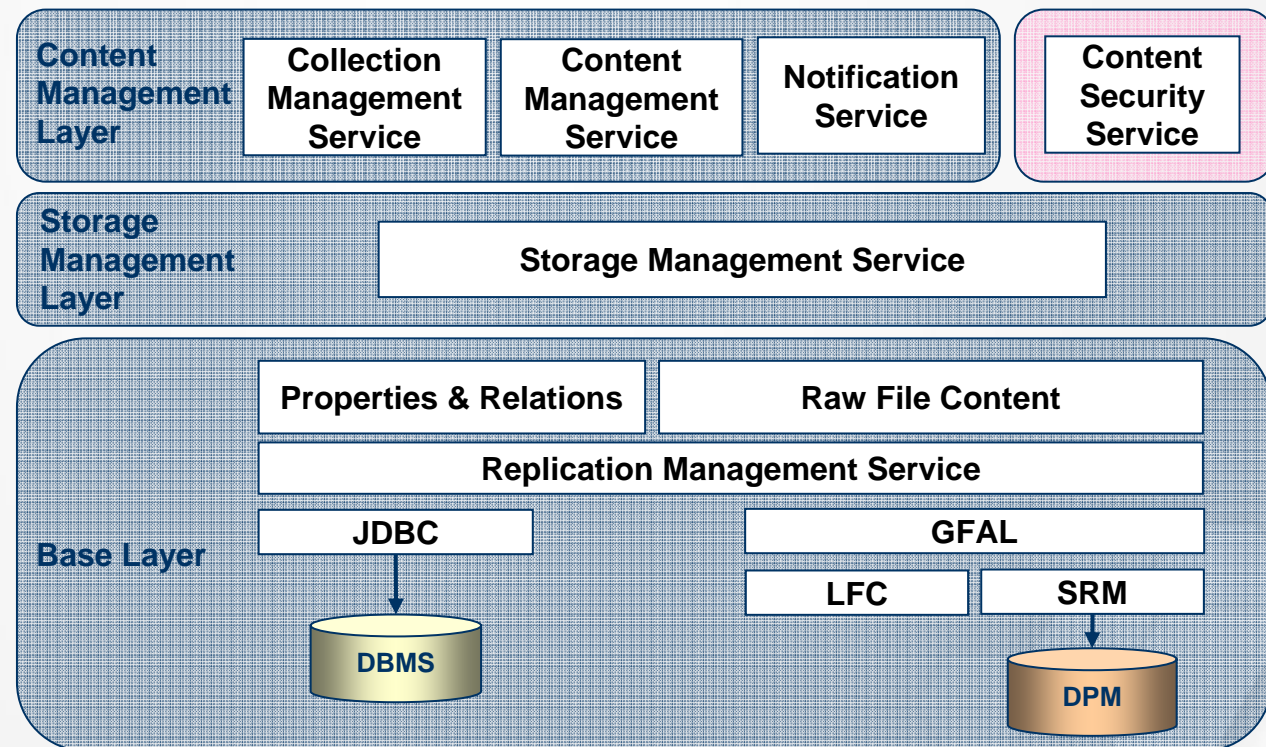 Content
Management
Layer
Collection
Management
Service
Content
Management
Service
Notification
Service
Content
Security
Service
Storage
Management
Layer
Storage Management Service
Base Layer
Properties & Relations
Raw File Content
Replication Management Service
JDBC
GFAL
LFC
SRM
DBMS
DPM